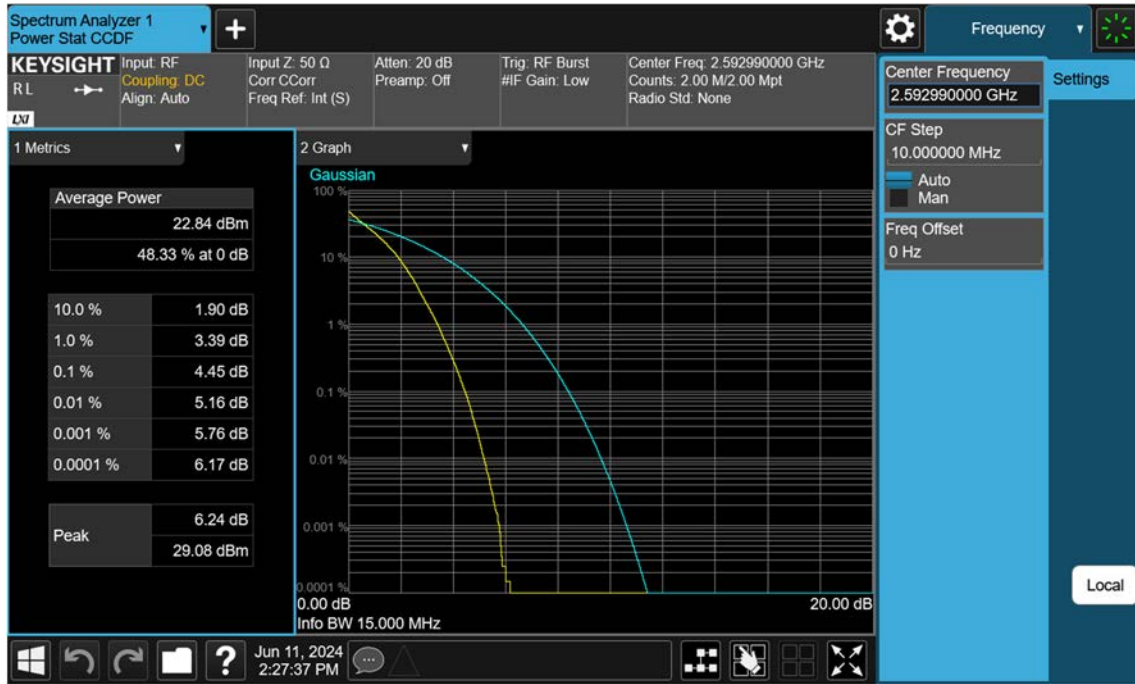 Spectrum Analyzer 1
Power Stat CCDF
Frequency
KEYSIGHT
RL
LXI
Input: RF
Coupling: DC
Align: Auto
Input Z: 50 Ω
Corr CCorr
Freq Ref: Int (S)
Atten: 20 dB
Preamp: Off
Trig: RF Burst
#IF Gain: Low
Center Freq: 2.592990000 GHz
Counts: 2.00 M/2.00 Mpt
Radio Std: None
Center Frequency
2.592990000 GHz
Settings
CF Step
10.000000 MHz
Auto
Man
Freq Offset
0 Hz
Local
1 Metrics
Average Power
22.84 dBm
48.33 % at 0 dB
10.0 % 1.90 dB
1.0 % 3.39 dB
0.1 % 4.45 dB
0.01 % 5.16 dB
0.001 % 5.76 dB
0.0001 % 6.17 dB
Peak
6.24 dB
29.08 dBm
2 Graph
Gaussian
100 %
10 %
1 %
0.1 %
0.01 %
0.001 %
0.0001 %
0.00 dB 20.00 dB
Info BW 15.000 MHz
?
Jun 11, 2024
2:27:37 PM